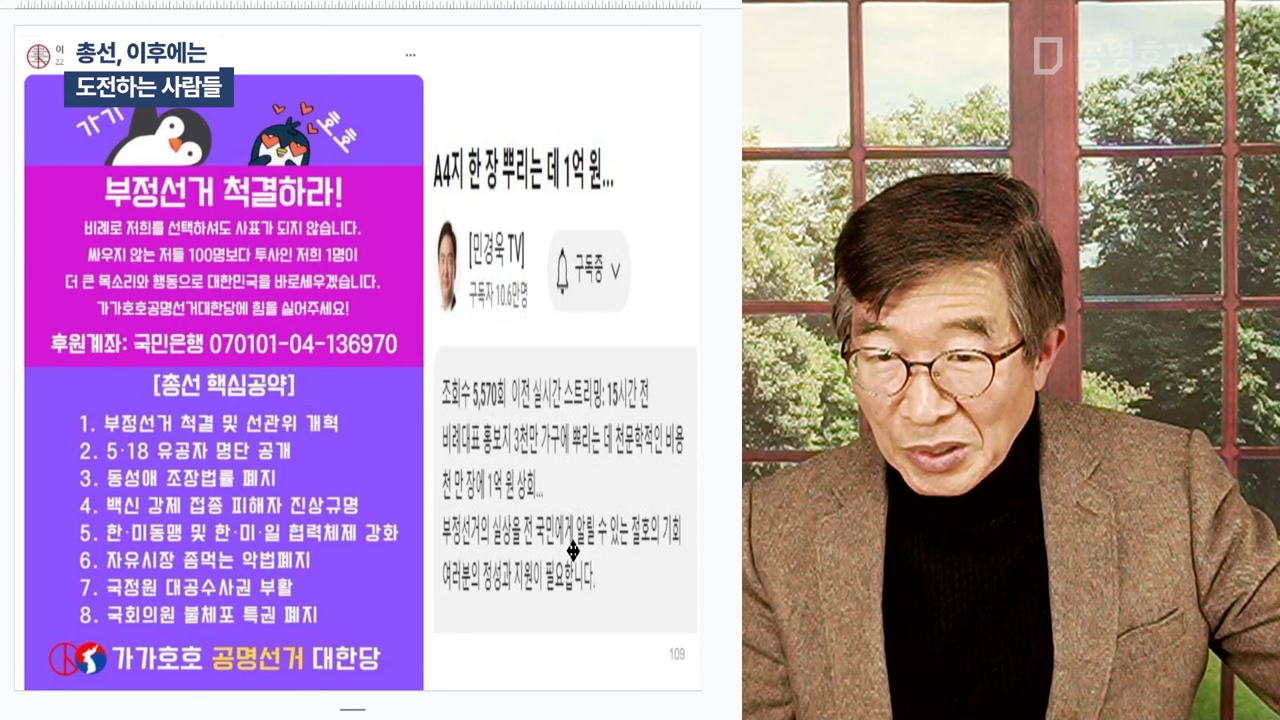 총선, 이후에는
도전하는 사람들
이
22
가가
호호
부정선거 척결하라!
비례로 저희를 선택하셔도 사표가 되지 않습니다.
싸우지 않는 저들 100명보다 투사인 저희 1명이
더 큰 목소리와 행동으로 대한민국을 바로세우겠습니다.
가가호호공명선거대한당에 힘을 실어주세요!
후원계좌: 국민은행 070101-04-136970
[총선 핵심공약]
1. 부정선거 척결 및 선관위 개혁
2. 5·18 유공자 명단 공개
3. 동성애 조장법률 폐지
4. 백신 강제 접종 피해자 진상규명
5. 한·미동맹 및 한·미·일 협력체제 강화
6. 자유시장 좀먹는 악법폐지
7. 국정원 대공수사권 부활
8. 국회의원 불체포 특권 폐지
가가호호 공명선거 대한당
A4지 한 장 뿌리는 데 1억 원...
[민경욱 TV]
구독자 10.6만명
구독중
조회수 5,570회 이전 실시간 스트리밍: 15시간 전
비례대표 홍보지 3천만 가구에 뿌리는 데 천문학적인 비용
천 만 장에 1억 원 상회...
부정선거의 실상을 전 국민에게 알릴 수 있는 절호의 기회
여러분의 정성과 지원이 필요합니다.
109